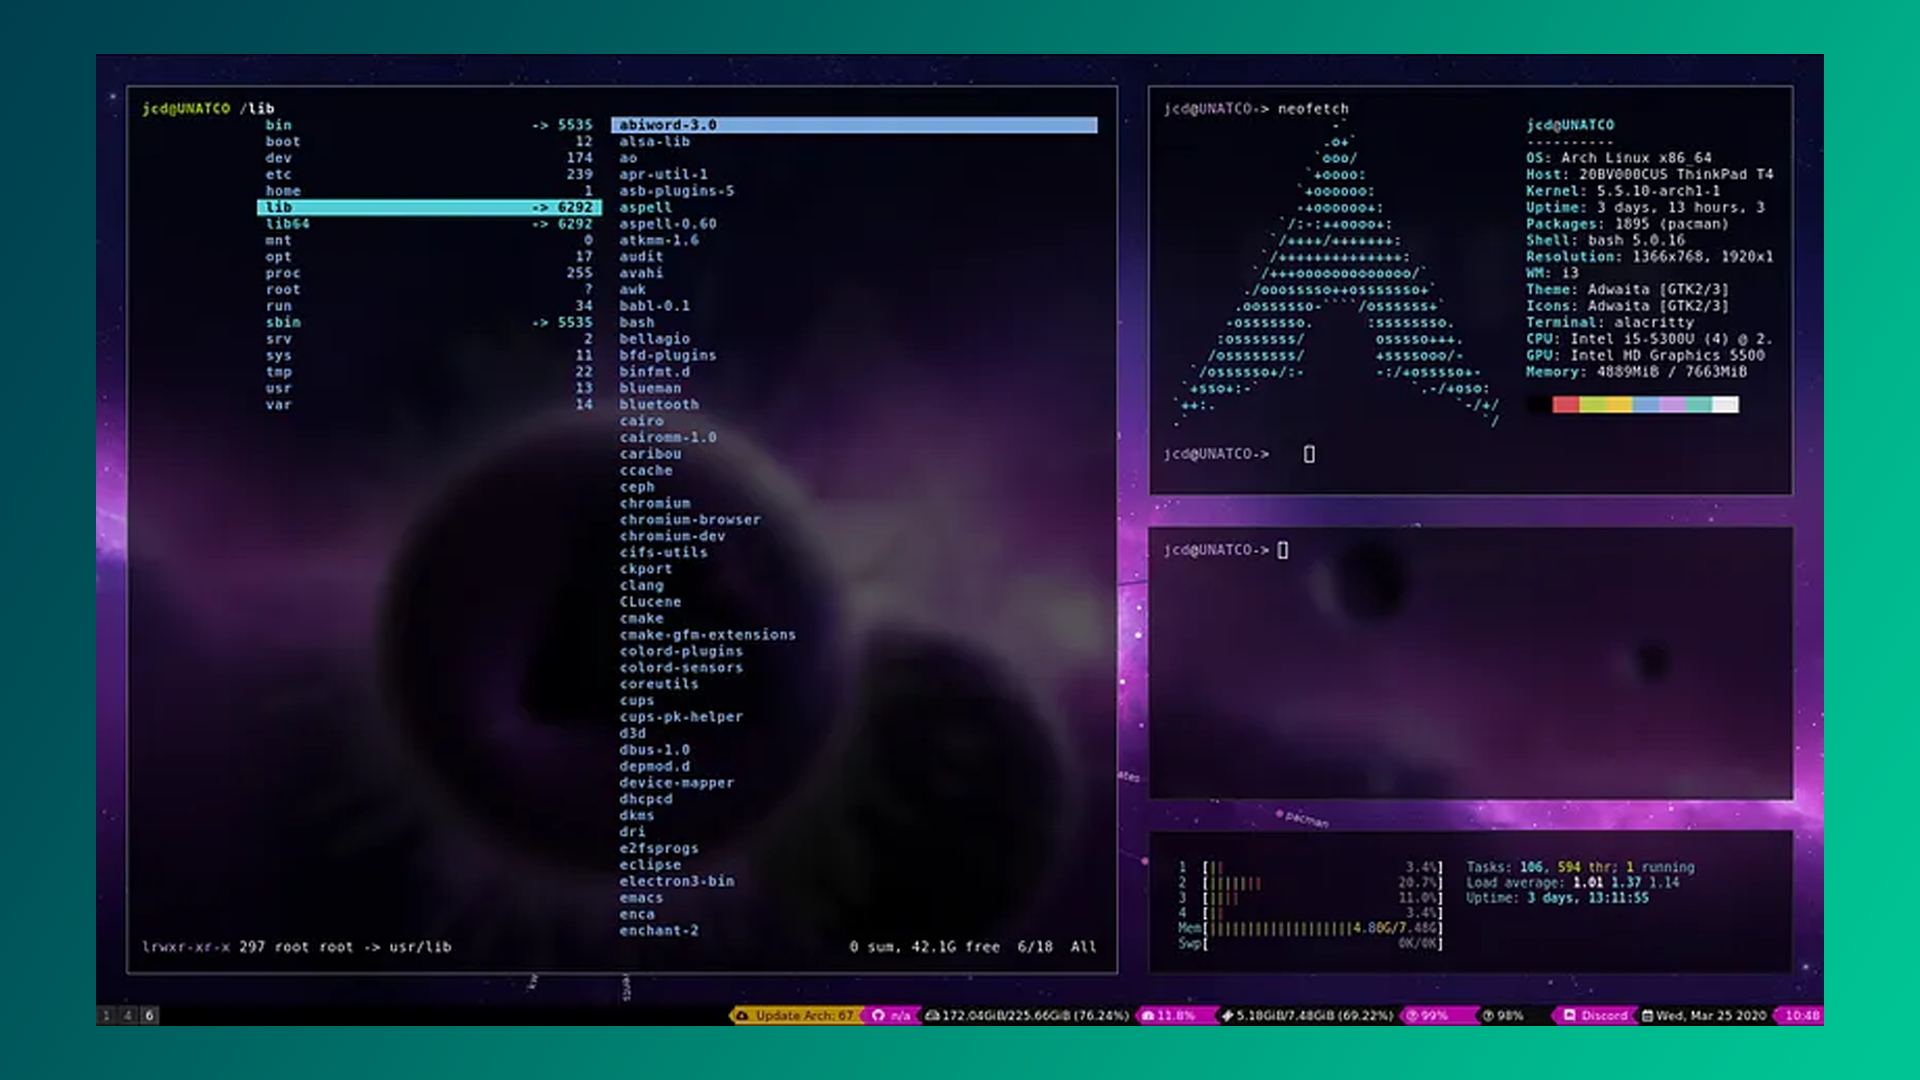 jcd@UNATCO /lib
bin -> 5535
boot 12
dev 174
etc 239
home 1
lib -> 6292
lib64 -> 6292
mnt 0
opt 17
proc 255
root ?
run 34
sbin -> 5535
srv 2
sys 11
tmp 22
usr 13
var 14
abiword-3.0
alsa-lib
ao
apr-util-1
asb-plugins-5
aspell
aspell-0.60
atkmm-1.6
audit
avahi
awk
babl-0.1
bash
bellagio
bfd-plugins
binfmt.d
blueman
bluetooth
cairo
cairomm-1.0
caribou
ccache
ceph
chromium
chromium-browser
chromium-dev
cifs-utils
ckport
clang
CLucene
cmake
cmake-gfm-extensions
colord-plugins
colord-sensors
coreutils
cups
cups-pk-helper
d3d
dbus-1.0
depmod.d
device-mapper
dhcpcd
dkms
dri
e2fsprogs
eclipse
electron3-bin
emacs
enca
enchant-2
lrwxr-xr-x 297 root root -> usr/lib
0 sum, 42.1G free 6/18 All
jcd@UNATCO-> neofetch
jcd@UNATCO
----------
OS: Arch Linux x86_64
Host: 20BV000CUS ThinkPad T4
Kernel: 5.5.10-arch1-1
Uptime: 3 days, 13 hours, 3
Packages: 1895 (pacman)
Shell: bash 5.0.16
Resolution: 1366x768, 1920x1
WM: i3
Theme: Adwaita [GTK2/3]
Icons: Adwaita [GTK2/3]
Terminal: alacritty
CPU: Intel i5-5300U (4) @ 2.
GPU: Intel HD Graphics 5500
Memory: 4889MiB / 7663MiB
jcd@UNATCO->
jcd@UNATCO->
ates
pacman
1 [|| 3.4%]
2 [||||||| 20.7%]
3 [|||| 11.0%]
4 [|| 3.4%]
Mem[||||||||||||||||||||4.80G/7.48G]
Swp[ 0K/0K]
Tasks: 106, 594 thr; 1 running
Load average: 1.01 1.37 1.14
Uptime: 3 days, 13:11:55
1 4 6
Update Arch: 67 n/a 172.04GiB/225.66GiB (76.24%) 11.8% 5.18GiB/7.48GiB (69.22%) 99% 98% Discord Wed, Mar 25 2020 10:48